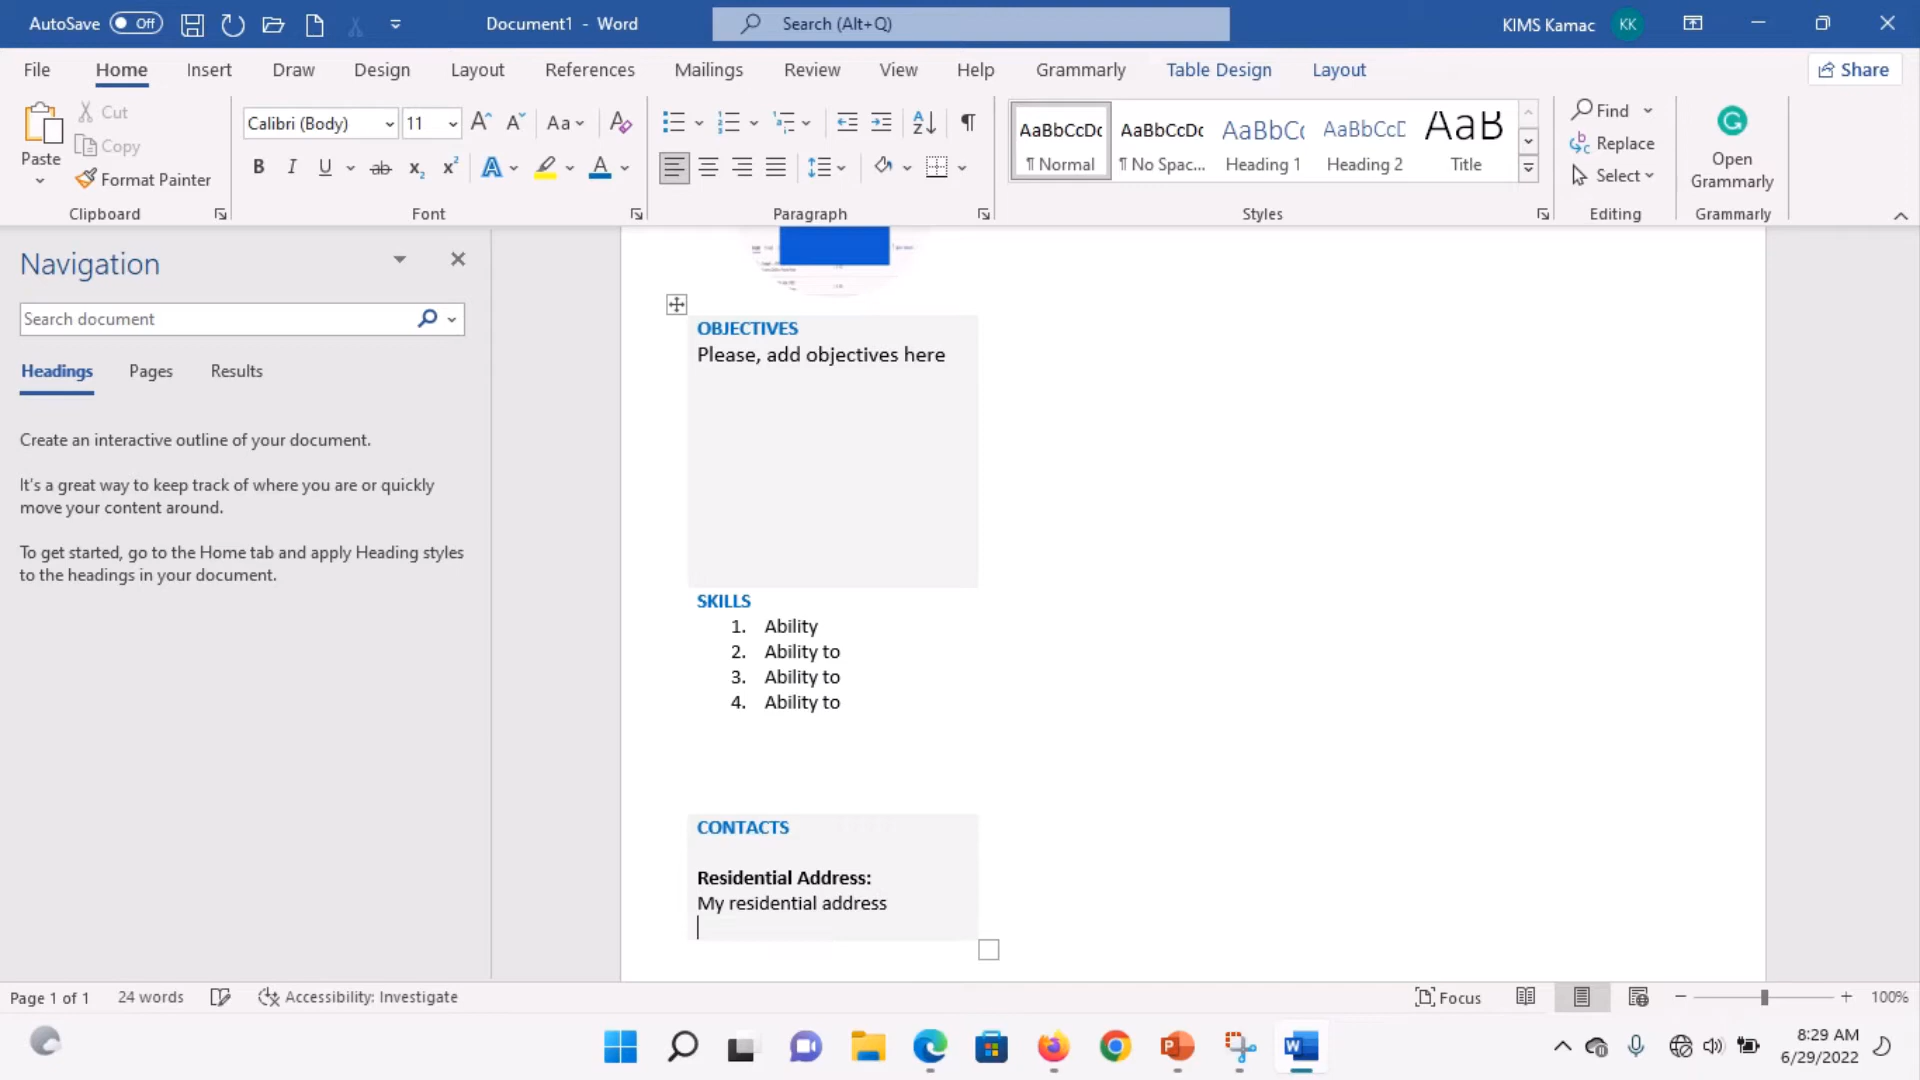 AutoSave Off Document1 - Word Search (Alt+Q) KIMS Kamac KK
File Home Insert Draw Design Layout References Mailings Review View Help Grammarly Table Design Layout Share
Paste
Cut
Copy
Format Painter
Clipboard
Calibri (Body) 11
Font
Paragraph
AaBbCcDc AaBbCcDc AaBbC AaBbCcD AaB
¶ Normal ¶ No Spac... Heading 1 Heading 2 Title
Styles
Find
Replace
Select
Editing
Open
Grammarly
Grammarly
Navigation
Search document
Headings Pages Results
Create an interactive outline of your document.
It's a great way to keep track of where you are or quickly
move your content around.
To get started, go to the Home tab and apply Heading styles
to the headings in your document.
OBJECTIVES
Please, add objectives here
SKILLS
1. Ability
2. Ability to
3. Ability to
4. Ability to
CONTACTS
Residential Address:
My residential address
Page 1 of 1 24 words Accessibility: Investigate Focus 100%
8:29 AM
6/29/2022